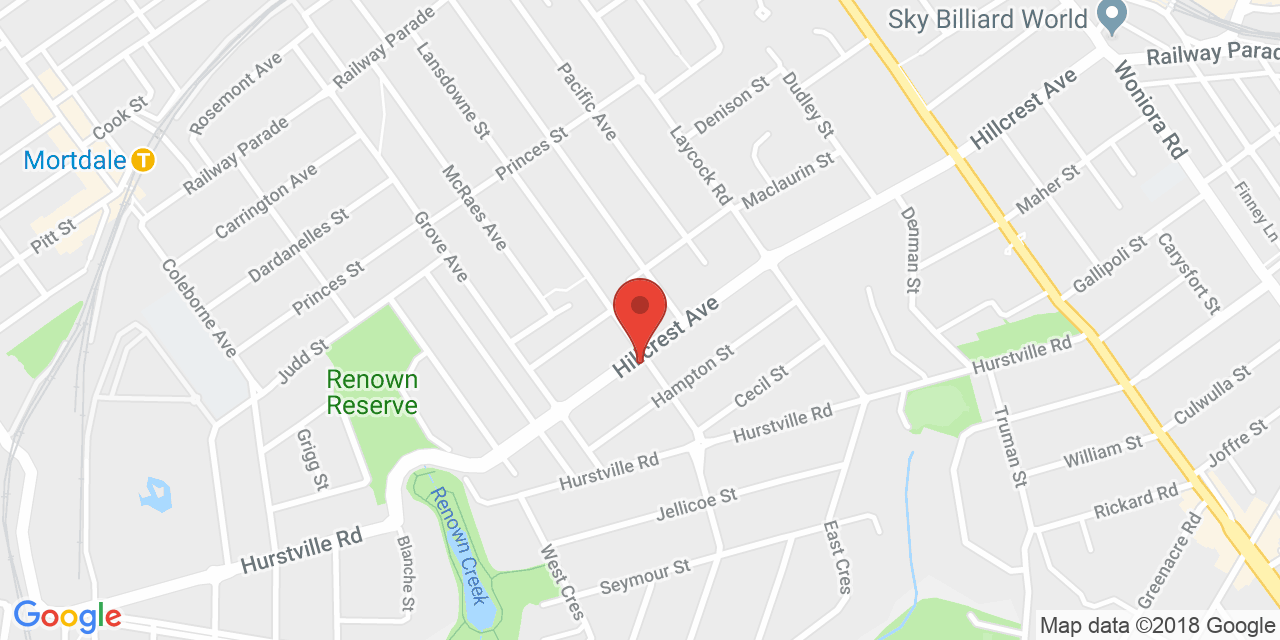 Sky Billiard World
Railway Parade
Railway Parad
Lansdowne St
Rosemont Ave
Pacific Ave
Denison St
Dudley St
Hillcrest Ave
Woniora Rd
Cook St
Mortdale T
Railway Parade
Princes St
Laycock Rd
Maclaurin St
Maher St
Carrington Ave
McRaes Ave
Finney Ln
Pitt St
Dardanelles St
Grove Ave
Denman St
Gallipoli St
Carysfort St
Coleborne Ave
Princes St
Hillcrest Ave
Judd St
Renown
Reserve
Hampton St
Cecil St
Hurstville Rd
Culwulla St
Hurstville Rd
Truman St
William St
Joffre St
Grigg St
Hurstville Rd
Jellicoe St
Rickard Rd
Renown Creek
Hurstville Rd
Blanche St
West Cres
East Cres
Seymour St
Greenacre Rd
Google
Map data ©2018 Google